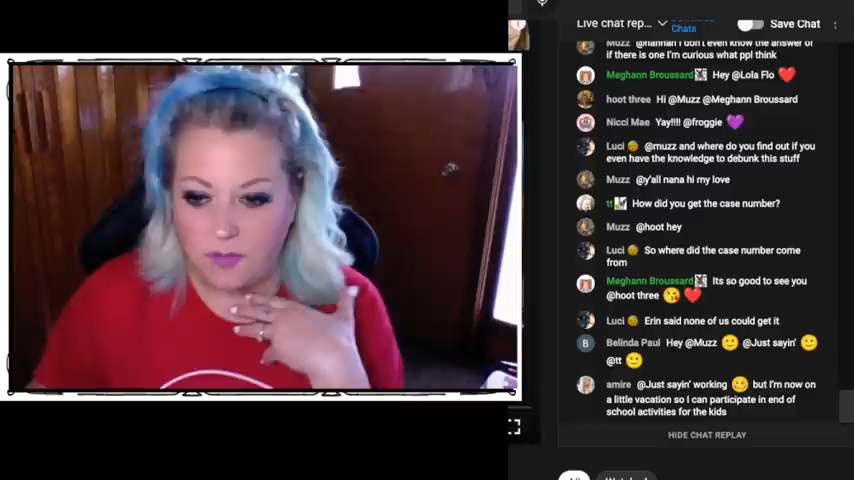 Live chat rep...
Chats
Save Chat
Muzz @hannah I don't even know the answer or
if there is one I'm curious what ppl think
Meghann Broussard Hey @Lola Flo ❤️
hoot three Hi @Muzz @Meghann Broussard
Nicci Mae Yay!!!! @froggie 💜
Luci @muzz and where do you find out if you
even have the knowledge to debunk this stuff
Muzz @y'all nana hi my love
tt How did you get the case number?
Muzz @hoot hey
Luci So where did the case number come
from
Meghann Broussard Its so good to see you
@hoot three 😘 ❤️
Luci Erin said none of us could get it
B Belinda Paul Hey @Muzz 🙂 @Just sayin' 🙂
@tt 🙂
amire @Just sayin' working 🥴 but I'm now on
a little vacation so I can participate in end of
school activities for the kids
HIDE CHAT REPLAY
All